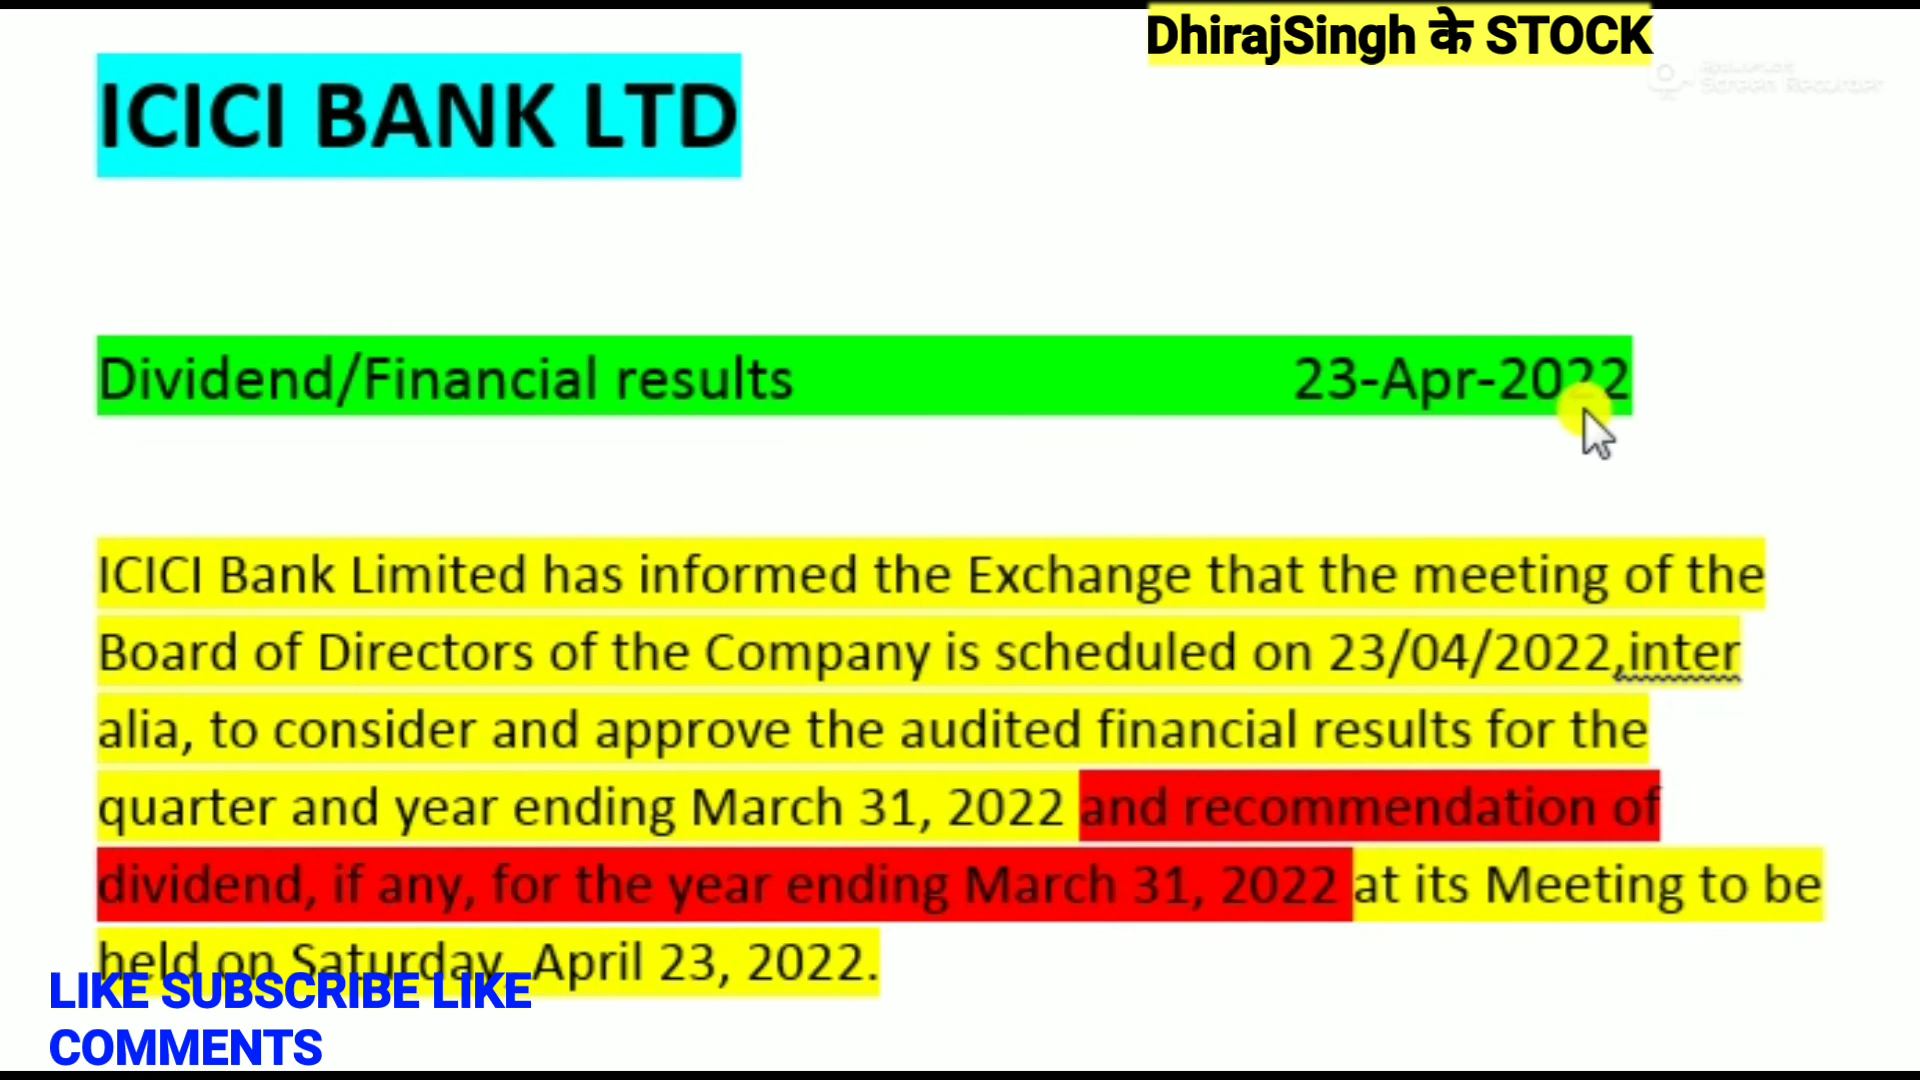 DhirajSingh के STOCK
Screen Recorder
ICICI BANK LTD
Dividend/Financial results 23-Apr-2022
ICICI Bank Limited has informed the Exchange that the meeting of the
Board of Directors of the Company is scheduled on 23/04/2022,inter
alia, to consider and approve the audited financial results for the
quarter and year ending March 31, 2022 and recommendation of
dividend, if any, for the year ending March 31, 2022 at its Meeting to be
held on Saturday, April 23, 2022.
LIKE SUBSCRIBE LIKE
COMMENTS